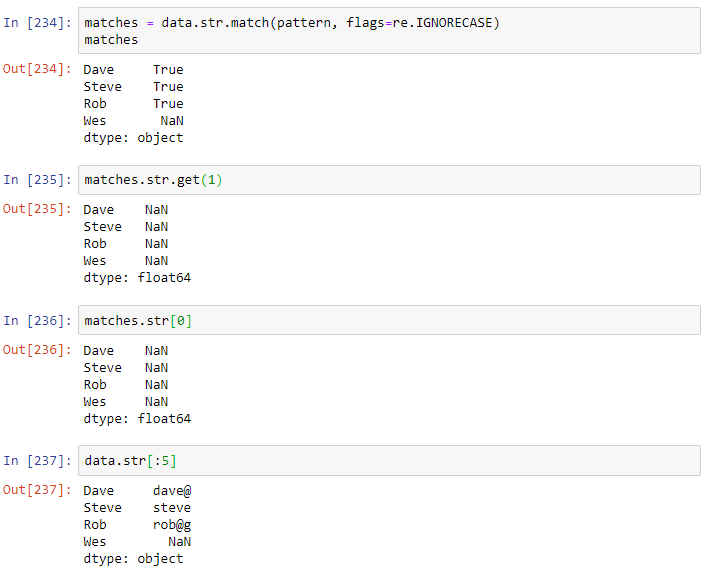 In [234]: matches = data.str.match(pattern, flags=re.IGNORECASE)
matches
Out[234]: Dave     True
Steve    True
Rob      True
Wes       NaN
dtype: object
In [235]: matches.str.get(1)
Out[235]: Dave    NaN
Steve   NaN
Rob     NaN
Wes     NaN
dtype: float64
In [236]: matches.str[0]
Out[236]: Dave    NaN
Steve   NaN
Rob     NaN
Wes     NaN
dtype: float64
In [237]: data.str[:5]
Out[237]: Dave     dave@
Steve    steve
Rob      rob@g
Wes        NaN
dtype: object